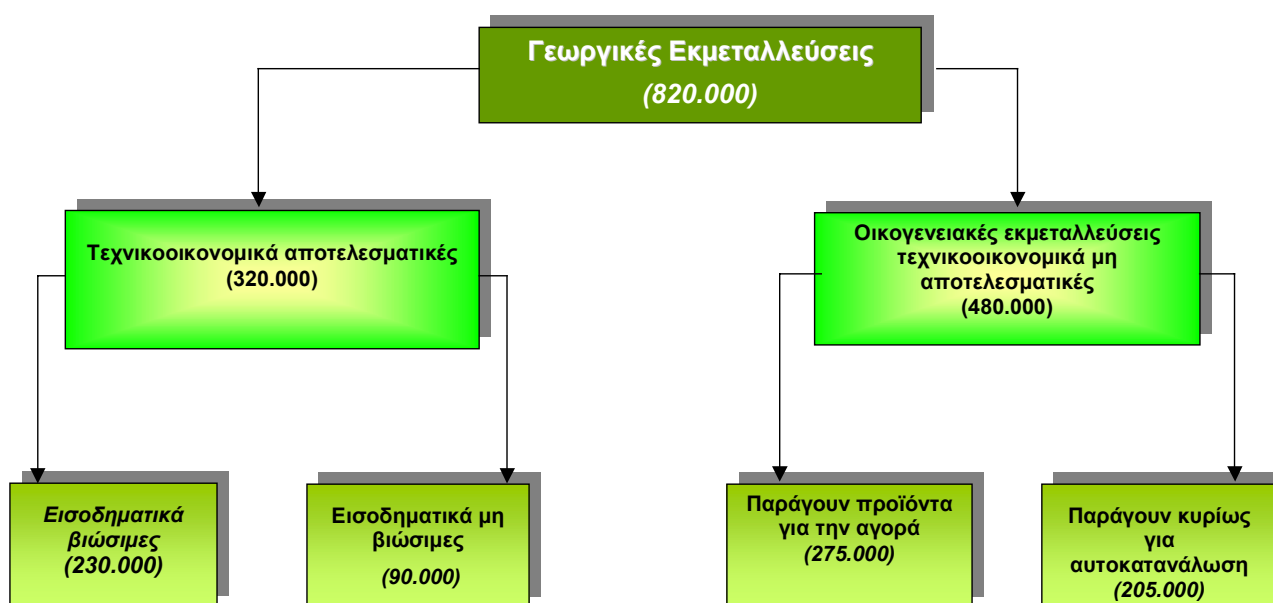 Γεωργικές Εκμεταλλεύσεις
(820.000)
Τεχνικοοικονομικά αποτελεσματικές
(320.000)
Οικογενειακές εκμεταλλεύσεις
τεχνικοοικονομικά μη
αποτελεσματικές
(480.000)
Εισοδηματικά
βιώσιμες
(230.000)
Εισοδηματικά μη
βιώσιμες
(90.000)
Παράγουν προϊόντα
για την αγορά
(275.000)
Παράγουν κυρίως
για
αυτοκατανάλωση
(205.000)